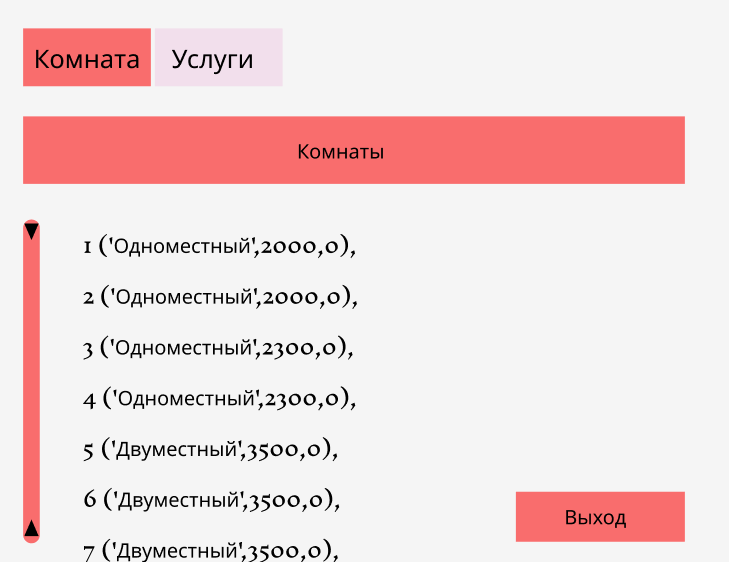 Комната Услуги
Комнаты
1 ('Одноместный',2000,0),
2 ('Одноместный',2000,0),
3 ('Одноместный',2300,0),
4 ('Одноместный',2300,0),
5 ('Двуместный',3500,0),
6 ('Двуместный',3500,0),
7 ('Двуместный',3500,0),
Выход